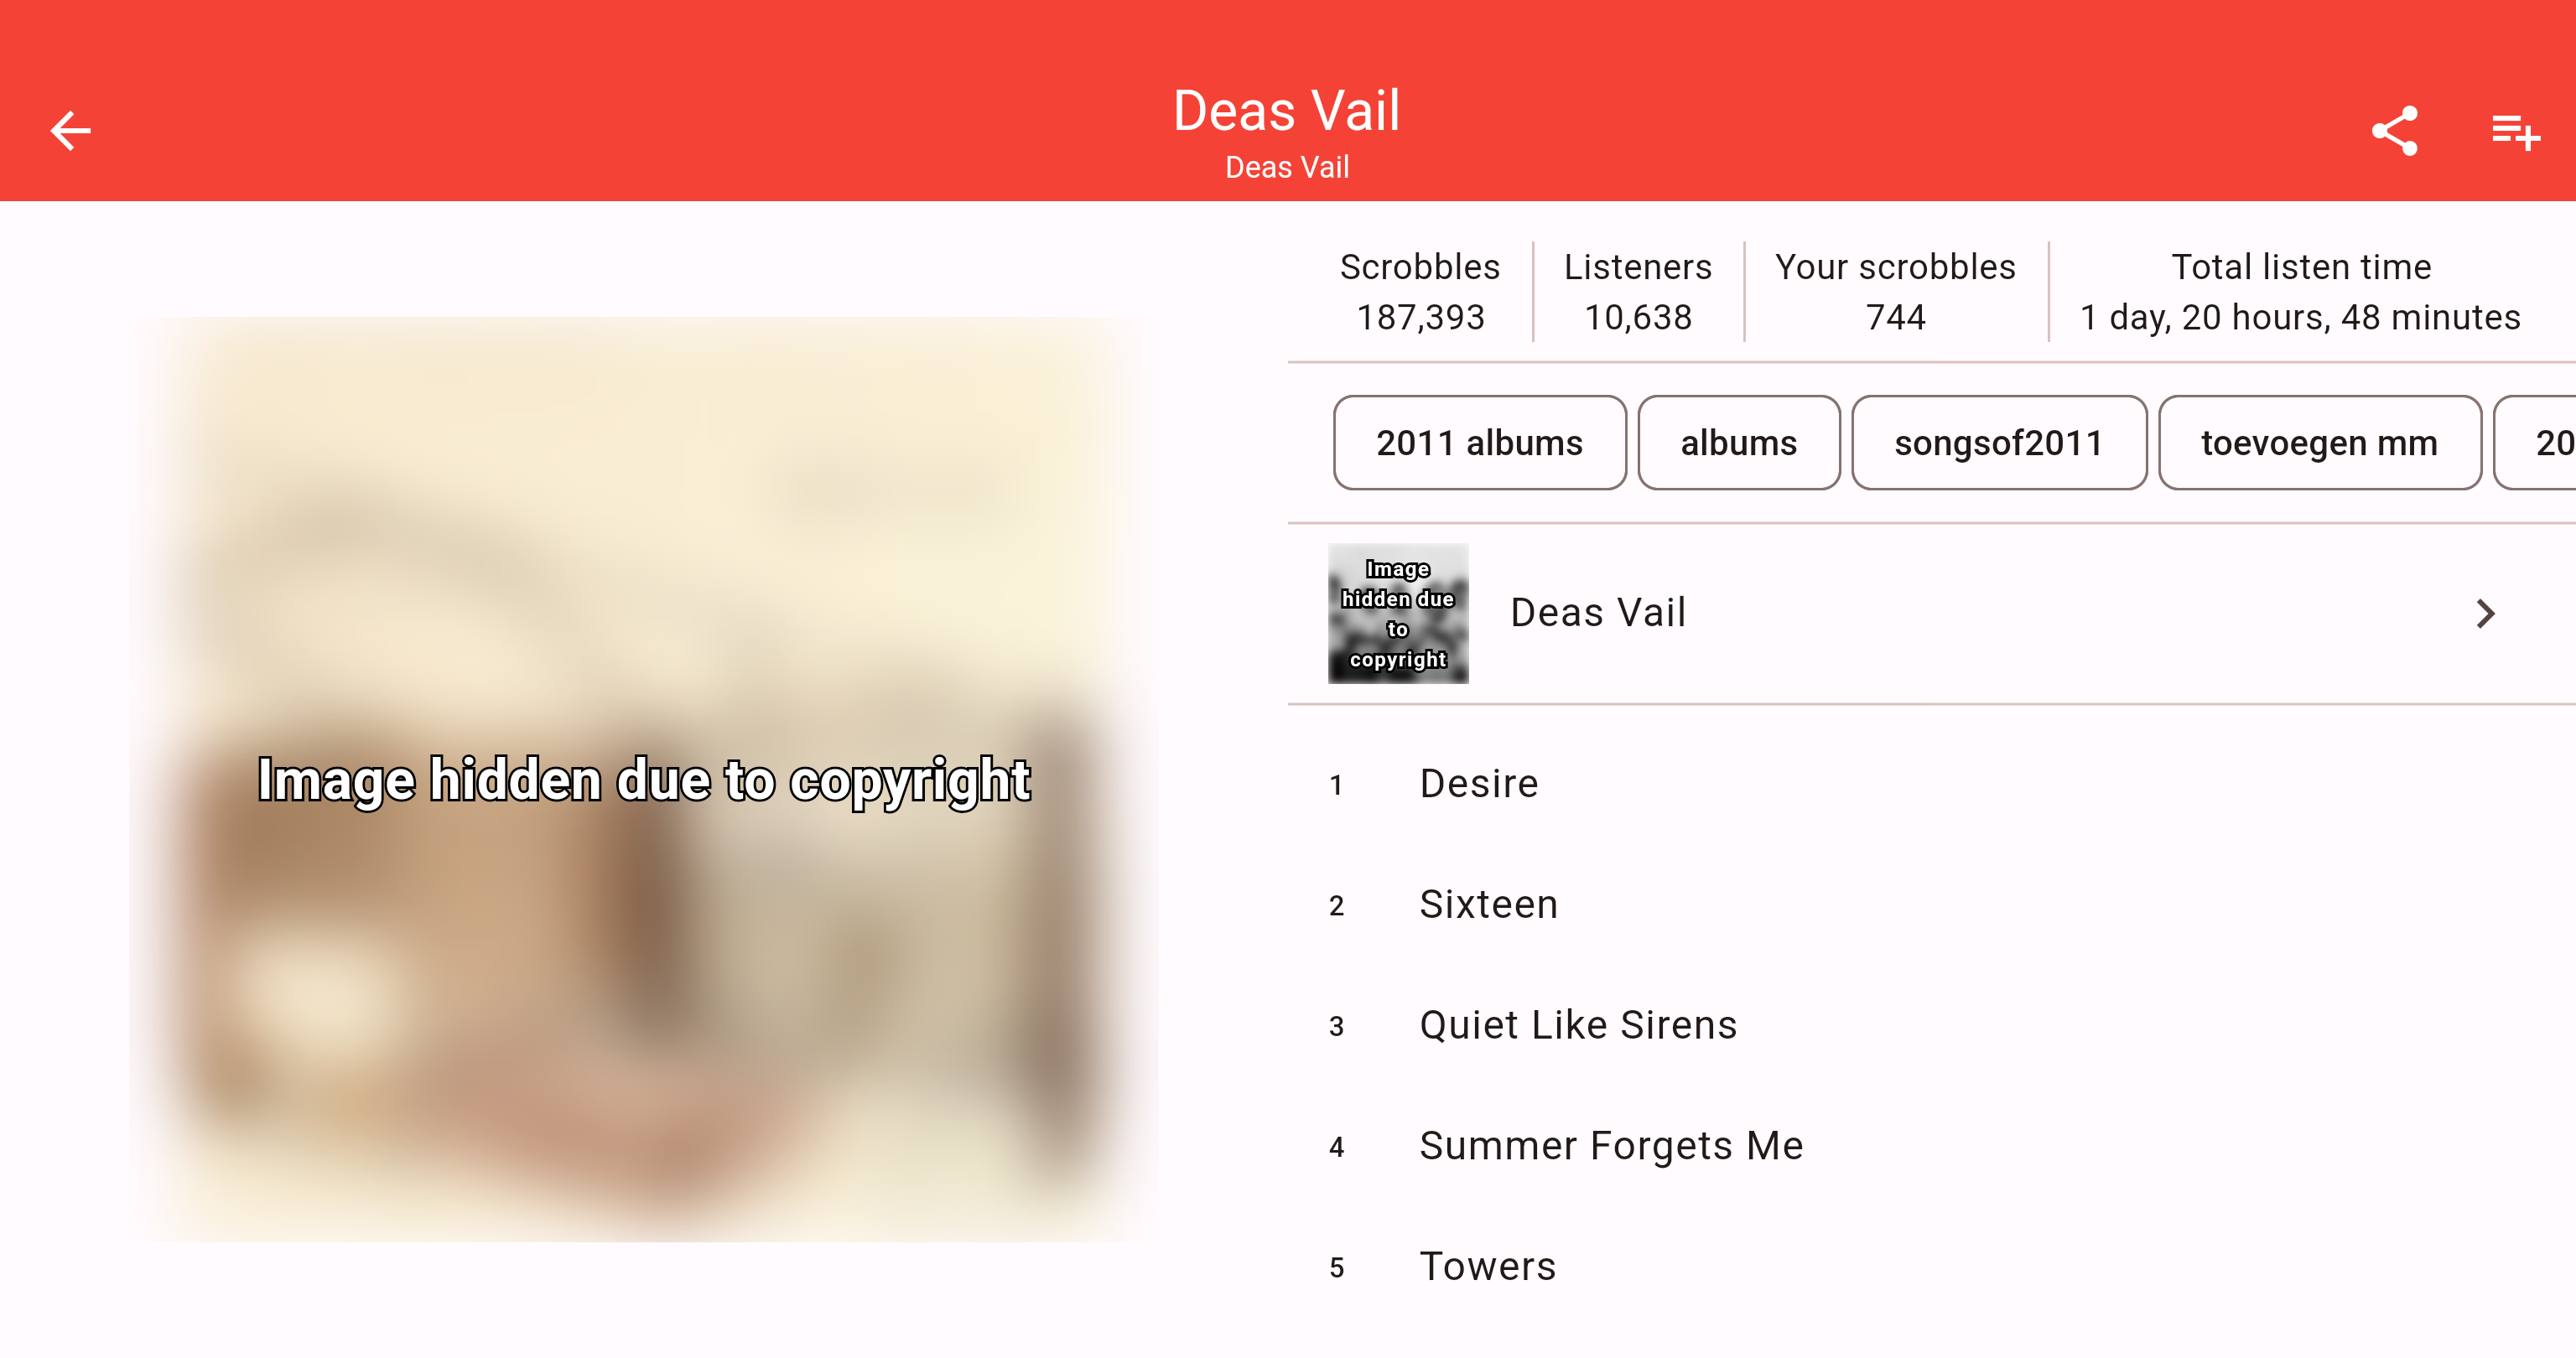 Deas Vail
Deas Vail
Image hidden due to copyright
Scrobbles
187,393
Listeners
10,638
Your scrobbles
744
Total listen time
1 day, 20 hours, 48 minutes
2011 albums
albums
songsof2011
toevoegen mm
20
Image
hidden due
to
copyright
Deas Vail
1 Desire
2 Sixteen
3 Quiet Like Sirens
4 Summer Forgets Me
5 Towers